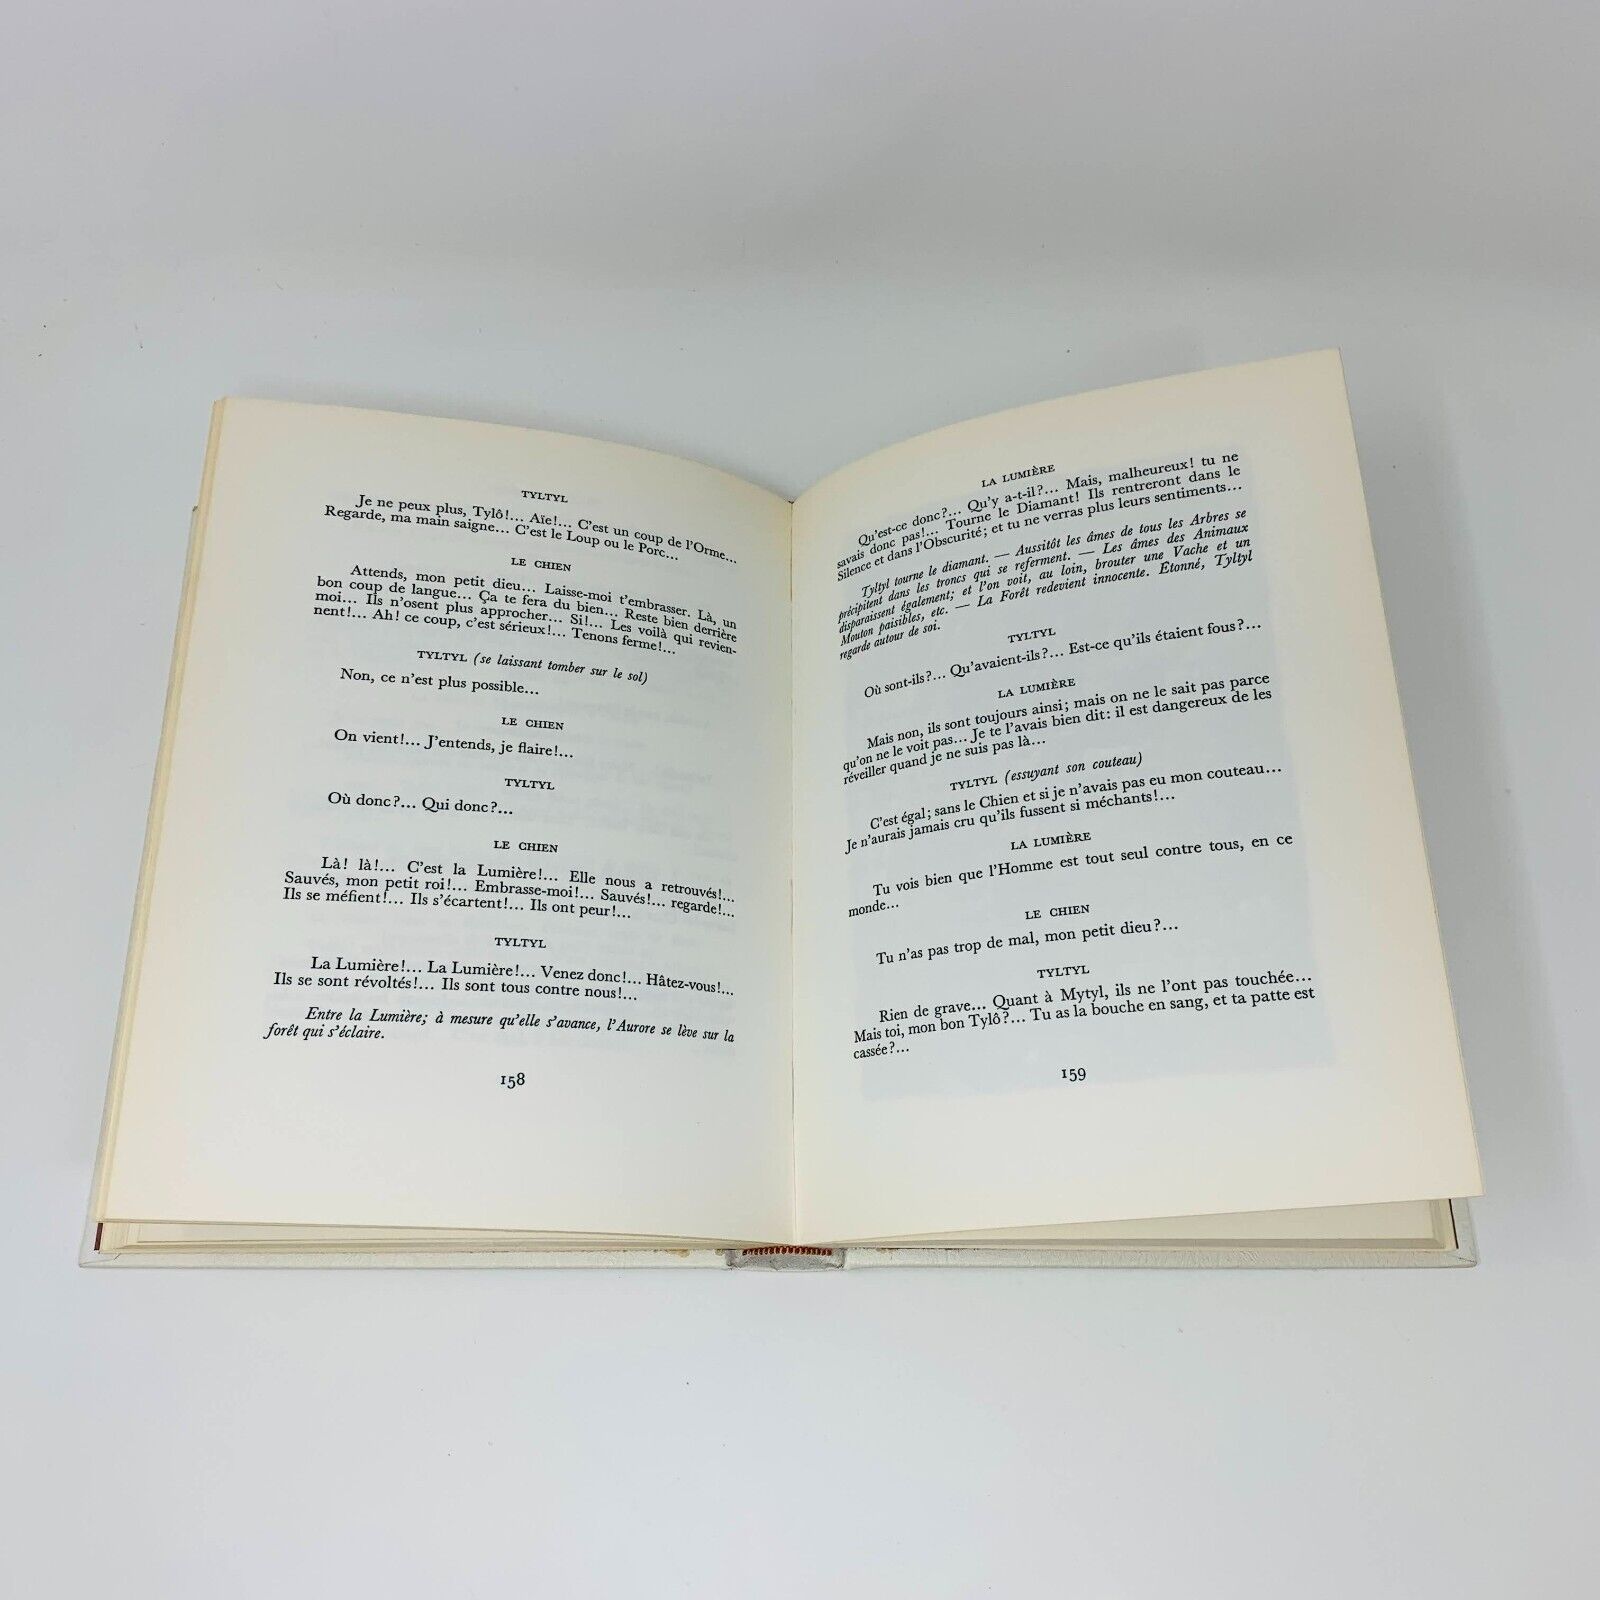 TYLTYL
Je ne peux plus, Tylô!... Aïe!... C'est un coup de l'Orme...
Regarde, ma main saigne... C'est le Loup ou le Porc...
LE CHIEN
Attends, mon petit dieu... Laisse-moi t'embrasser. Là, un
bon coup de langue... Ça te fera du bien... Reste bien derrière
moi... Ils n'osent plus approcher... Si!... Les voilà qui revien-
nent!... Ah! ce coup, c'est sérieux!... Tenons ferme!...
TYLTYL (se laissant tomber sur le sol)
Non, ce n'est plus possible...
LE CHIEN
On vient!... J'entends, je flaire!...
TYLTYL
Où donc?... Qui donc?...
LE CHIEN
Là! là!... C'est la Lumière!... Elle nous a retrouvés!...
Sauvés, mon petit roi!... Embrasse-moi!... Sauvés!... regarde!...
Ils se méfient!... Ils s'écartent!... Ils ont peur!...
TYLTYL
La Lumière!... La Lumière!... Venez donc!... Hâtez-vous!...
Ils se sont révoltés!... Ils sont tous contre nous!...
Entre la Lumière; à mesure qu'elle s'avance, l'Aurore se lève sur la
forêt qui s'éclaire.
158
LA LUMIÈRE
Qu'est-ce donc?... Qu'y a-t-il?... Mais, malheureux! tu ne
savais donc pas!... Tourne le Diamant! Ils rentreront dans le
Silence et dans l'Obscurité; et tu ne verras plus leurs sentiments...
Tyltyl tourne le diamant. — Aussitôt les âmes de tous les Arbres se
précipitent dans les troncs qui se referment. — Les âmes des Animaux
disparaissent également; et l'on voit, au loin, brouter une Vache et un
Mouton paisibles, etc. — La Forêt redevient innocente. Etonné, Tyltyl
regarde autour de soi.
TYLTYL
Où sont-ils?... Qu'avaient-ils?... Est-ce qu'ils étaient fous?...
LA LUMIÈRE
Mais non, ils sont toujours ainsi; mais on ne le sait pas parce
qu'on ne le voit pas... Je te l'avais bien dit: il est dangereux de les
réveiller quand je ne suis pas là...
TYLTYL (essuyant son couteau)
C'est égal; sans le Chien et si je n'avais pas eu mon couteau...
Je n'aurais jamais cru qu'ils fussent si méchants!...
LA LUMIÈRE
Tu vois bien que l'Homme est tout seul contre tous, en ce
monde...
LE CHIEN
Tu n'as pas trop de mal, mon petit dieu?...
TYLTYL
Rien de grave... Quant à Mytyl, ils ne l'ont pas touchée...
Mais toi, mon bon Tylô?... Tu as la bouche en sang, et ta patte est
cassée?...
159